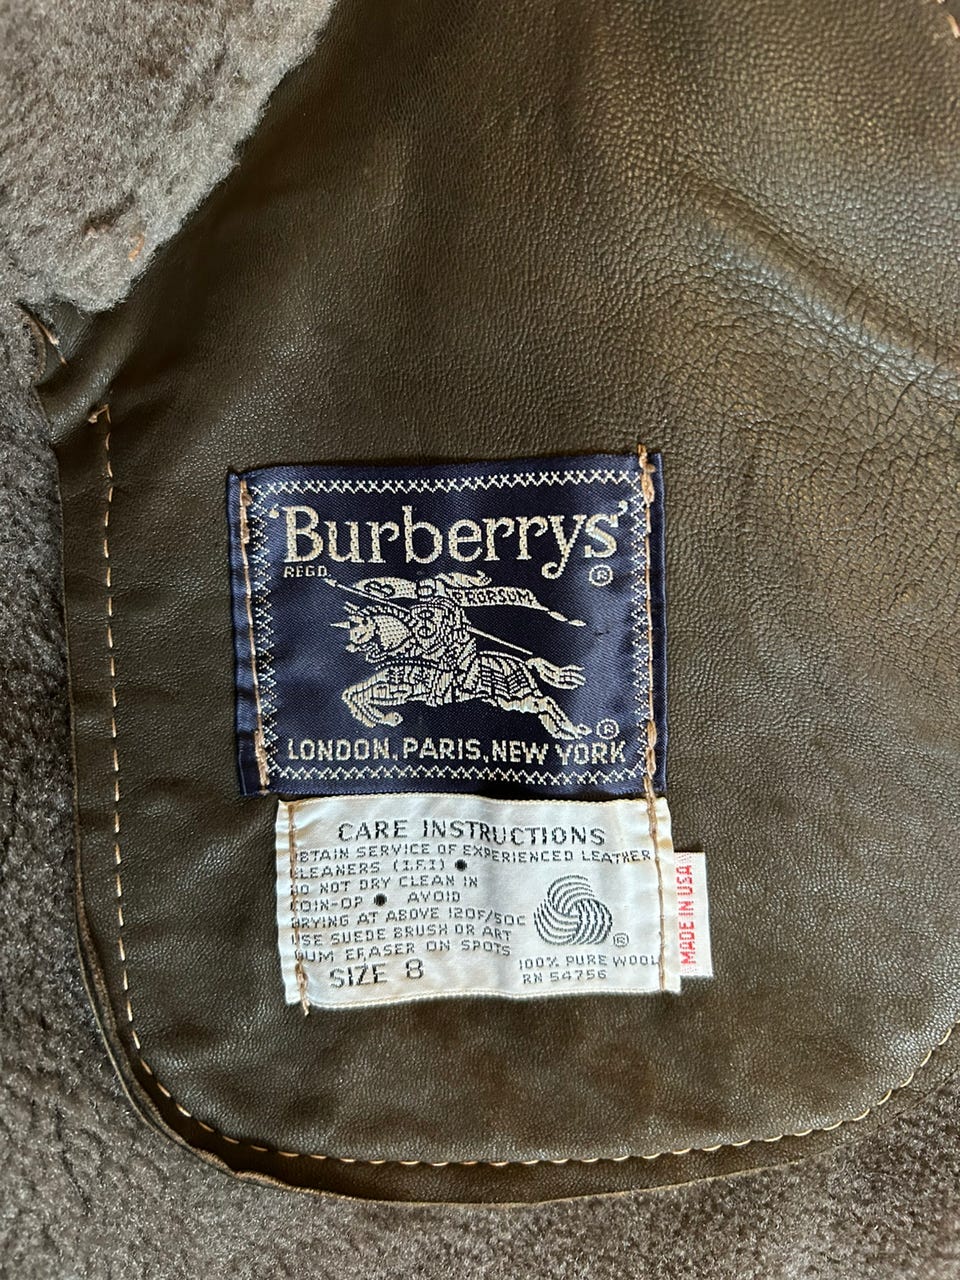 'Burberrys'
REGD. ®
PRORSUM
®
LONDON, PARIS, NEW YORK
CARE INSTRUCTIONS
BTAIN SERVICE OF EXPERIENCED LEATHER
CLEANERS (I.F.I) ●
DO NOT DRY CLEAN IN
COIN-OP ● AVOID
DRYING AT ABOVE 120F/50C
USE SUEDE BRUSH OR ART
GUM ERASER ON SPOTS
SIZE 8
®
100% PURE WOOL
RN 54756
MADE IN USA